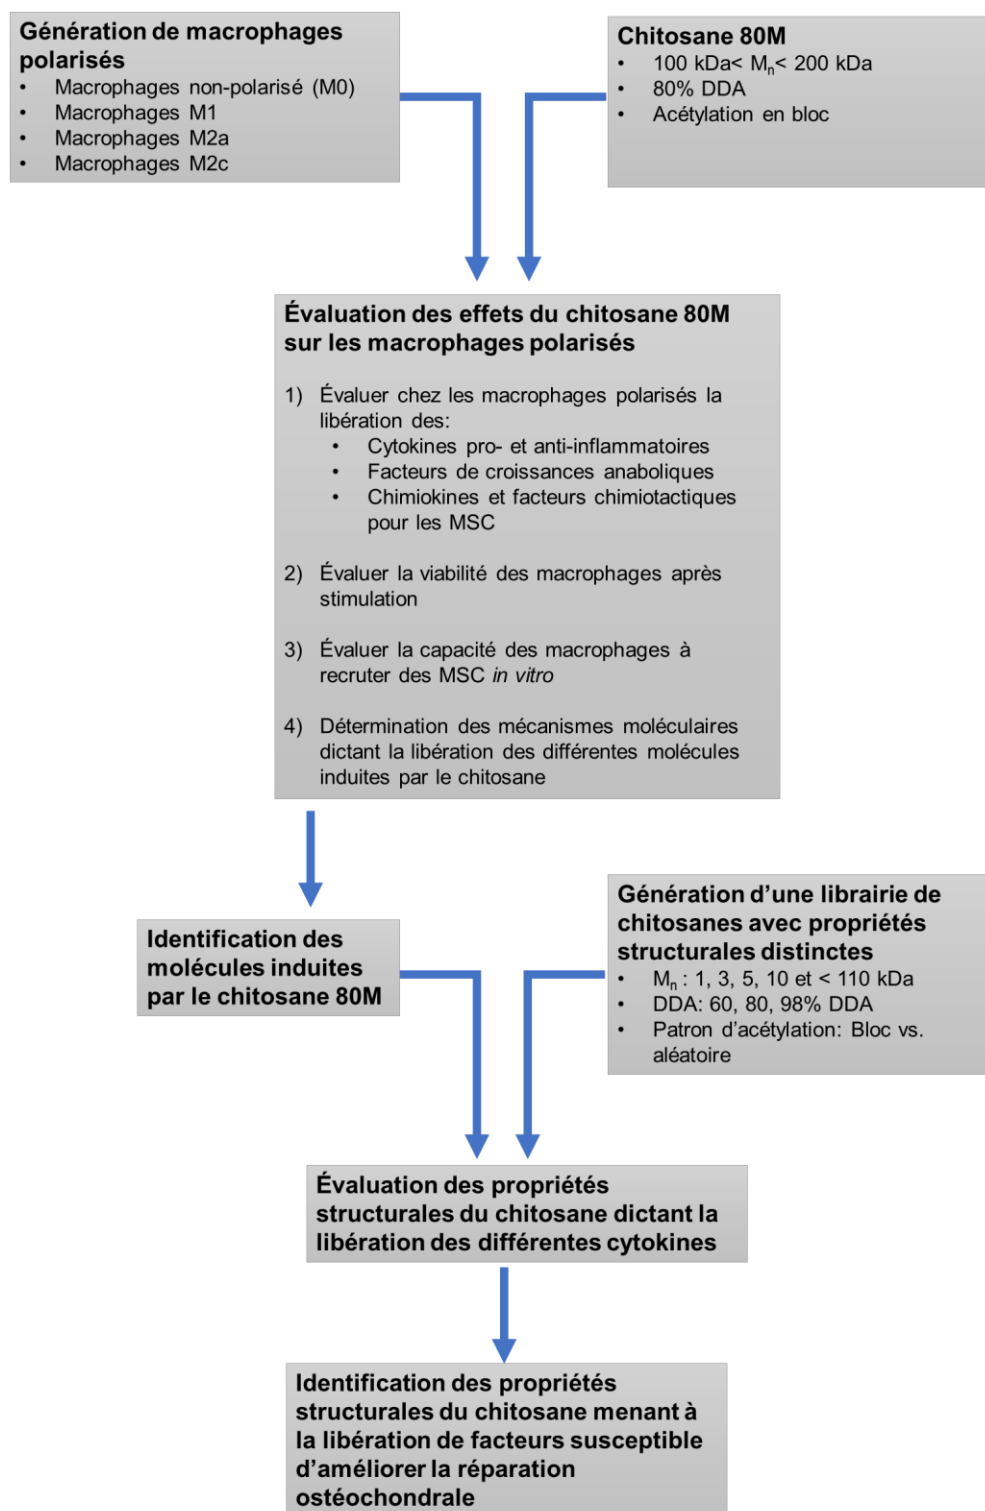 Génération de macrophages
polarisés
• Macrophages non-polarisé (M0)
• Macrophages M1
• Macrophages M2a
• Macrophages M2c
Chitosane 80M
• 100 kDa< Mn< 200 kDa
• 80% DDA
• Acétylation en bloc
Évaluation des effets du chitosane 80M
sur les macrophages polarisés
1) Évaluer chez les macrophages polarisés la
libération des:
• Cytokines pro- et anti-inflammatoires
• Facteurs de croissances anaboliques
• Chimiokines et facteurs chimiotactiques
pour les MSC
2) Évaluer la viabilité des macrophages après
stimulation
3) Évaluer la capacité des macrophages à
recruter des MSC in vitro
4) Détermination des mécanismes moléculaires
dictant la libération des différentes molécules
induites par le chitosane
Identification des
molécules induites
par le chitosane 80M
Génération d'une librairie de
chitosanes avec propriétés
structurales distinctes
• Mn : 1, 3, 5, 10 et < 110 kDa
• DDA: 60, 80, 98% DDA
• Patron d'acétylation: Bloc vs.
aléatoire
Évaluation des propriétés
structurales du chitosane dictant la
libération des différentes cytokines
Identification des propriétés
structurales du chitosane menant à
la libération de facteurs susceptible
d'améliorer la réparation
ostéochondrale